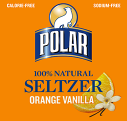 CALORIE-FREE SODIUM-FREE
POLAR
100% NATURAL
SELTZER
ORANGE VANILLA